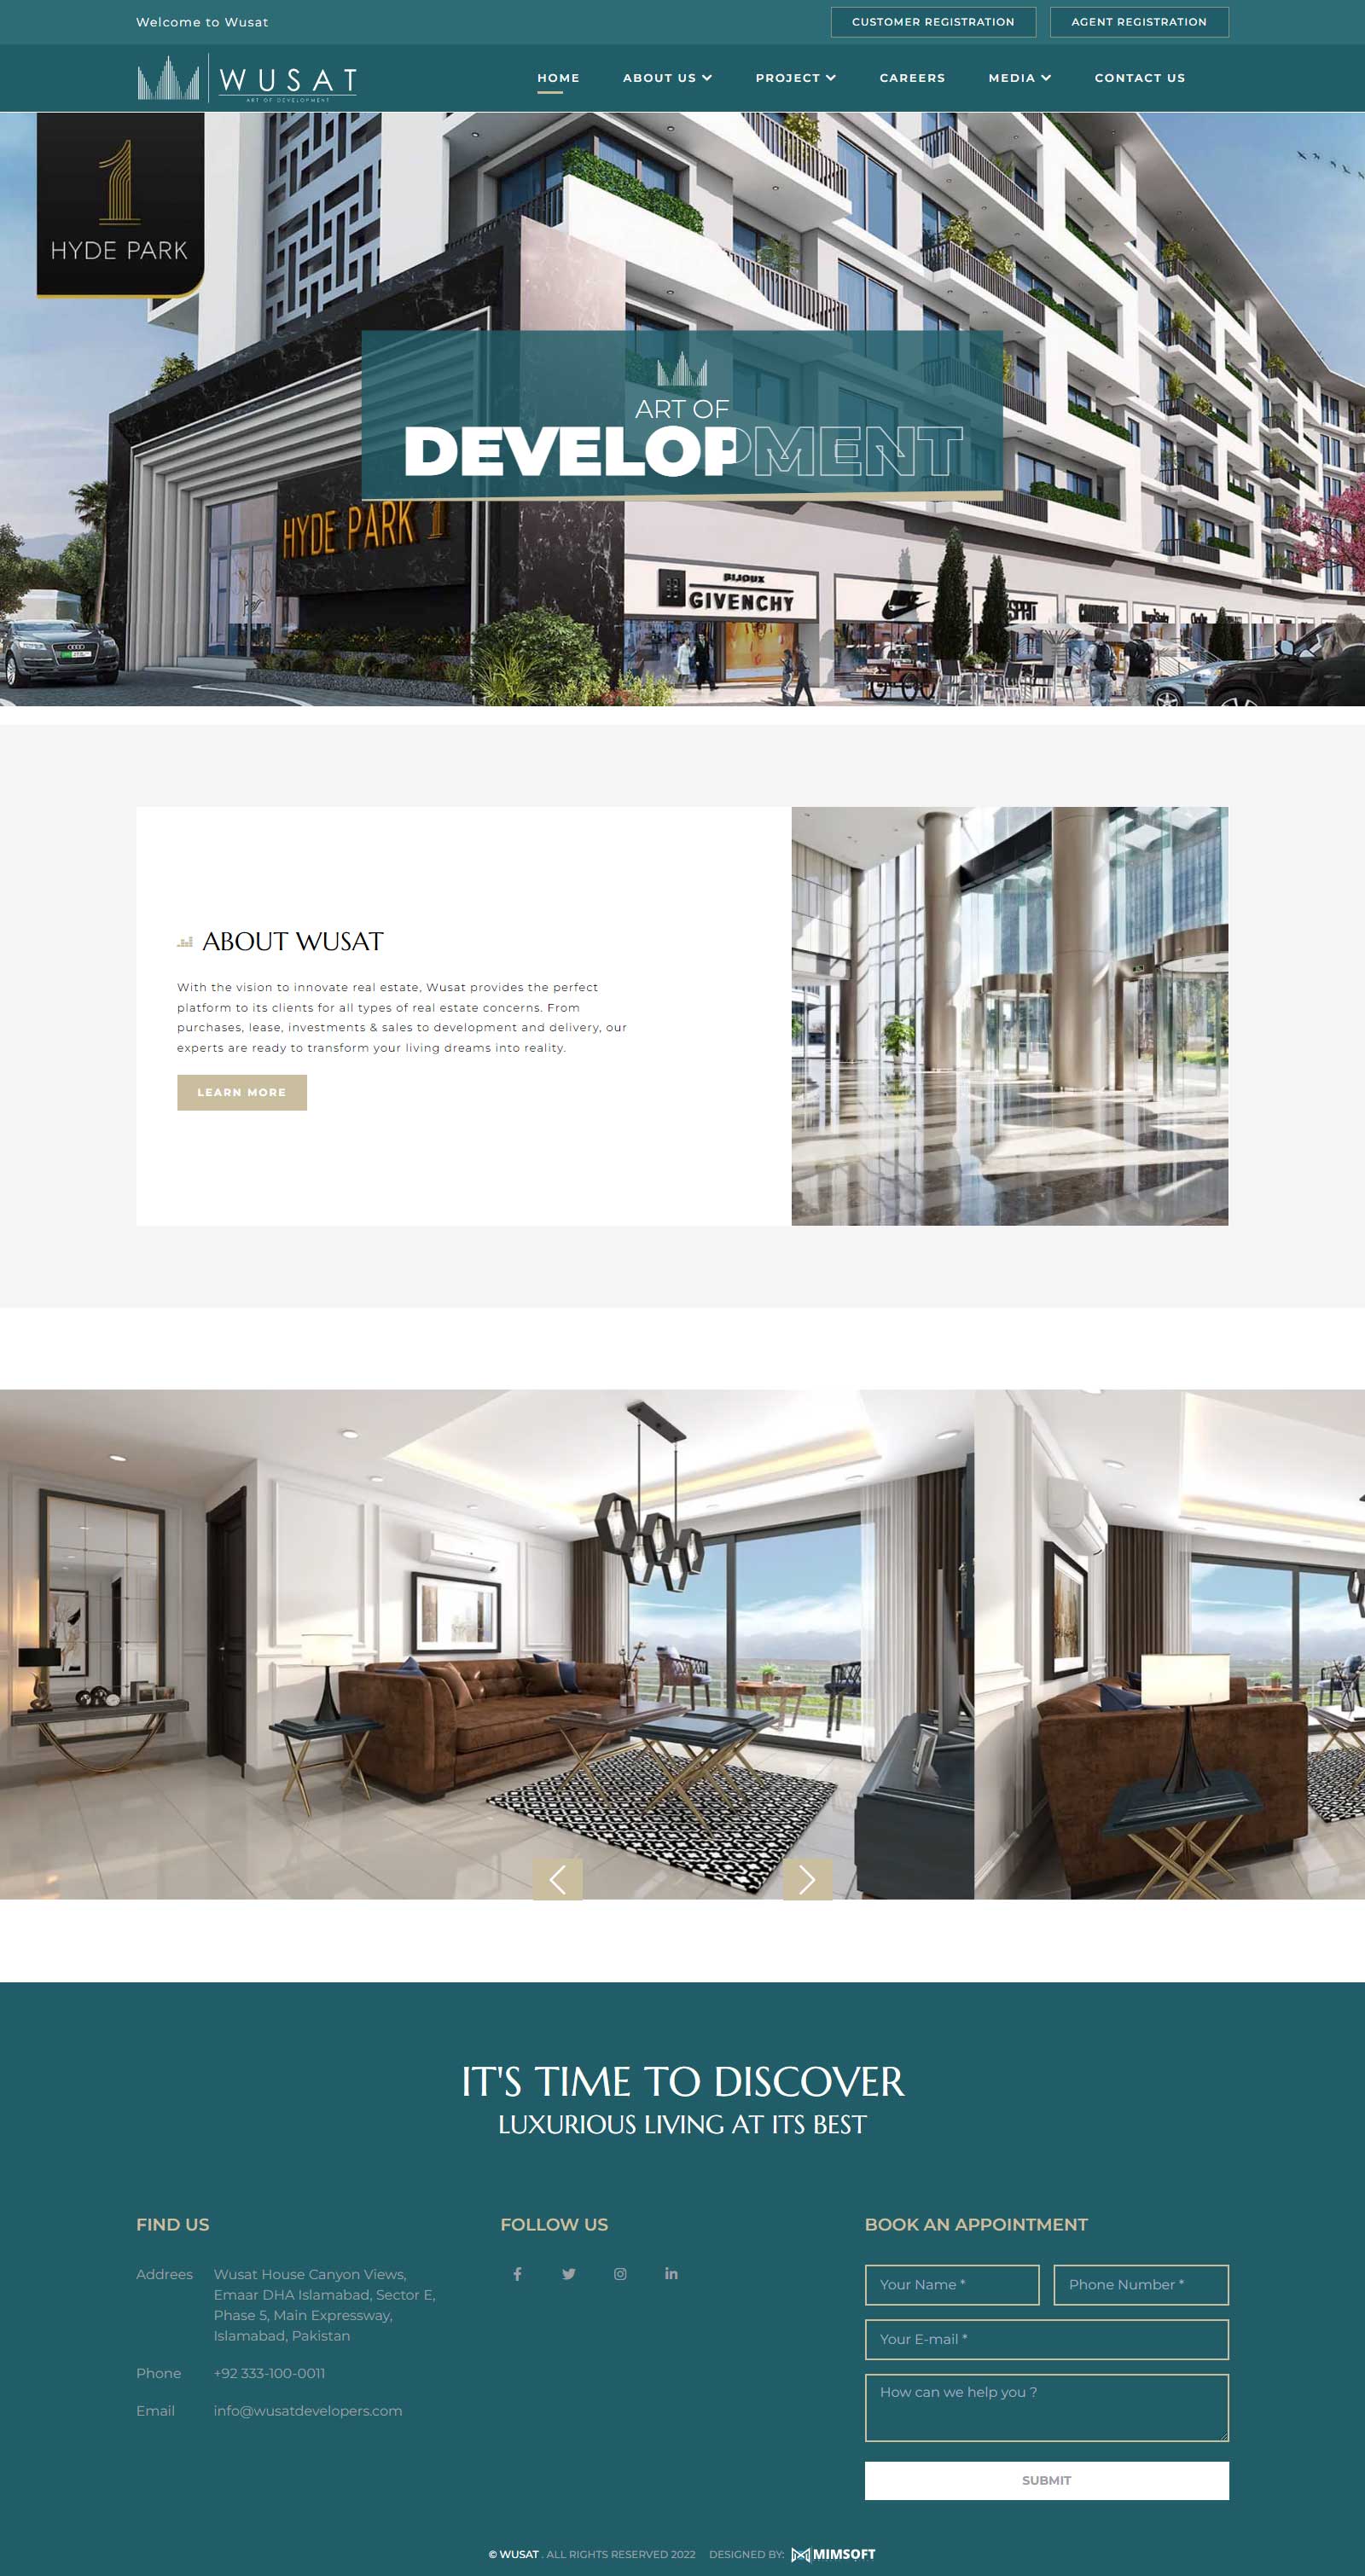 Welcome to Wusat
CUSTOMER REGISTRATION
AGENT REGISTRATION
WUSAT
ART OF DEVELOPMENT
HOME
ABOUT US
PROJECT
CAREERS
MEDIA
CONTACT US
1
HYDE PARK
ART OF
DEVELOPMENT
HYDE PARK 1
BIJOUX
GIVENCHY
ABOUT WUSAT
With the vision to innovate real estate, Wusat provides the perfect
platform to its clients for all types of real estate concerns. From
purchases, lease, investments & sales to development and delivery, our
experts are ready to transform your living dreams into reality.
LEARN MORE
IT'S TIME TO DISCOVER
LUXURIOUS LIVING AT ITS BEST
FIND US
Addrees
Wusat House Canyon Views,
Emaar DHA Islamabad, Sector E,
Phase 5, Main Expressway,
Islamabad, Pakistan
Phone
+92 333-100-0011
Email
info@wusatdevelopers.com
FOLLOW US
BOOK AN APPOINTMENT
Your Name *
Phone Number *
Your E-mail *
How can we help you ?
SUBMIT
© WUSAT . ALL RIGHTS RESERVED 2022 DESIGNED BY: MIMSOFT